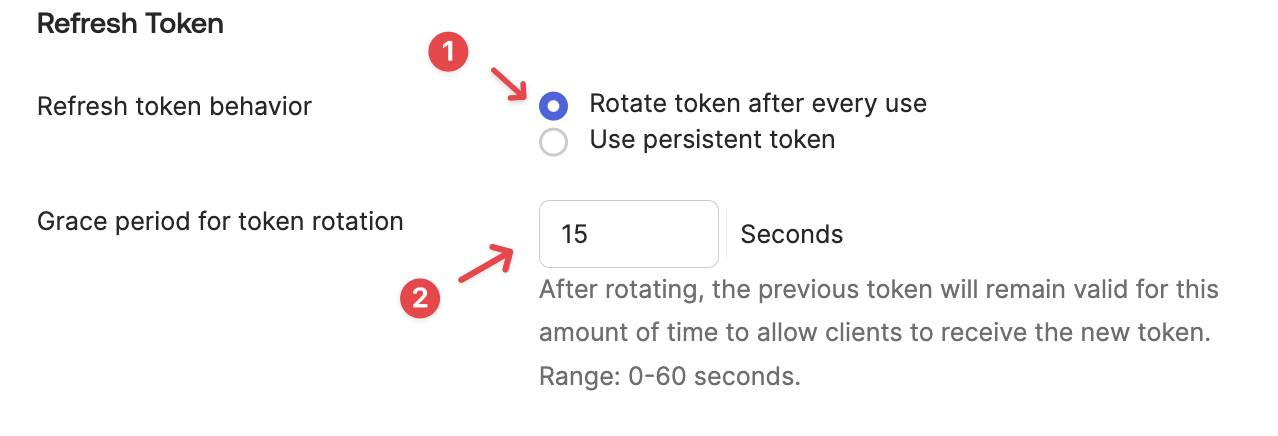 Refresh Token
1
Refresh token behavior
Rotate token after every use
Use persistent token
Grace period for token rotation
15
Seconds
2
After rotating, the previous token will remain valid for this
amount of time to allow clients to receive the new token.
Range: 0-60 seconds.